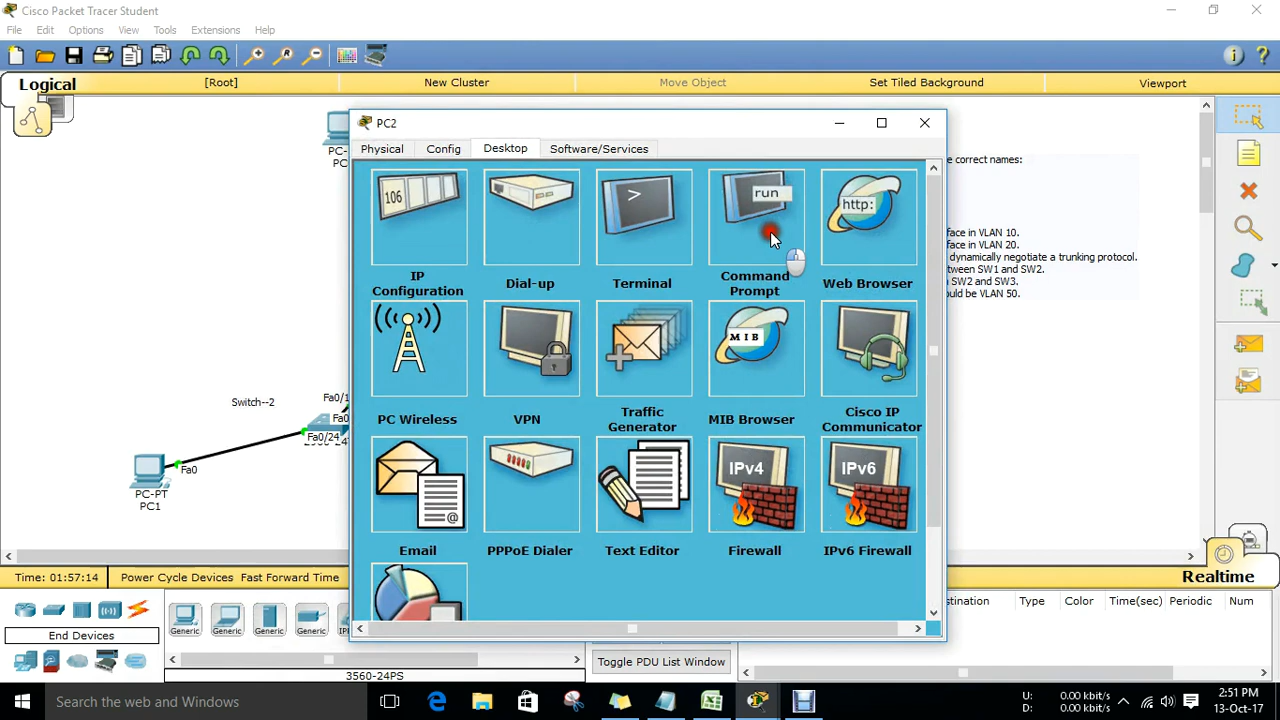 Cisco Packet Tracer Student
File Edit Options View Tools Extensions Help
Logical [Root] New Cluster Move Object Set Tiled Background Viewport
PC2
Physical Config Desktop Software/Services
106 > run http:
IP Configuration
Dial-up
Terminal
Command Prompt
Web Browser
MIB
PC Wireless
VPN
Traffic Generator
MIB Browser
Cisco IP Communicator
@ IPv4 IPv6
Email
PPPoE Dialer
Text Editor
Firewall
IPv6 Firewall
PC-
PC
Switch--2
Fa0/1
Fa0
Fa0/24
Fa0
PC-PT
PC1
e correct names:
face in VLAN 10.
face in VLAN 20.
dynamically negotiate a trunking protocol.
etween SW1 and SW2.
n SW2 and SW3.
ould be VLAN 50.
Time: 01:57:14 Power Cycle Devices Fast Forward Time Realtime
End Devices
Generic Generic Generic Generic
3560-24PS
Toggle PDU List Window
stination Type Color Time(sec) Periodic Num
Search the web and Windows
U: 0.00 kbit/s
D: 0.00 kbit/s
2:51 PM
13-Oct-17